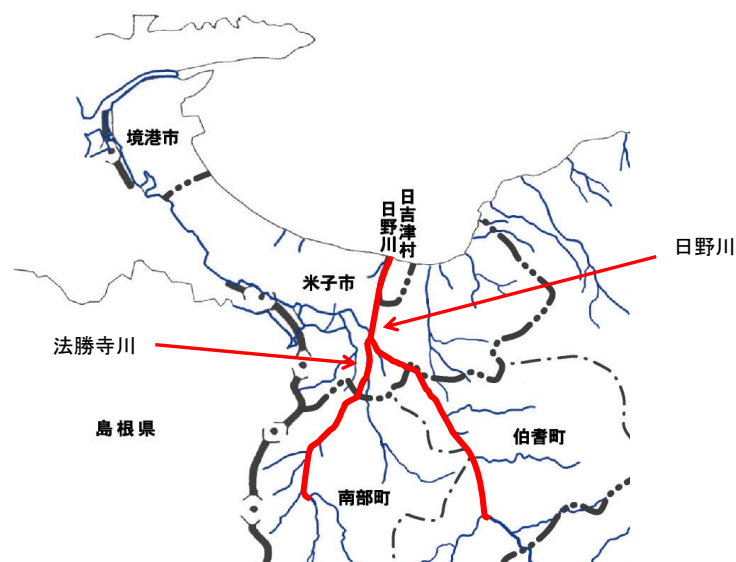 境港市
日吉津村
日野川
日野川
米子市
法勝寺川
島根県
伯耆町
南部町